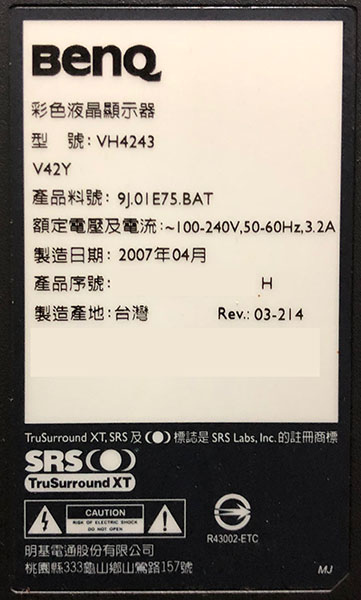 BenQ
彩色液晶顯示器
型 號: VH4243
V42Y
產品料號: 9J.01E75.BAT
額定電壓及電流:~100-240V,50-60Hz,3.2A
製造日期: 2007年04月
產品序號: H
製造產地:台灣 Rev.: 03-214
TruSurround XT, SRS 及 標誌是 SRS Labs, Inc. 的註冊商標
SRS
TruSurround XT
CAUTION
RISK OF ELECTRIC SHOCK
DO NOT OPEN
R43002-ETC
明基電通股份有限公司
桃園縣333龜山鄉山鶯路157號
MJ